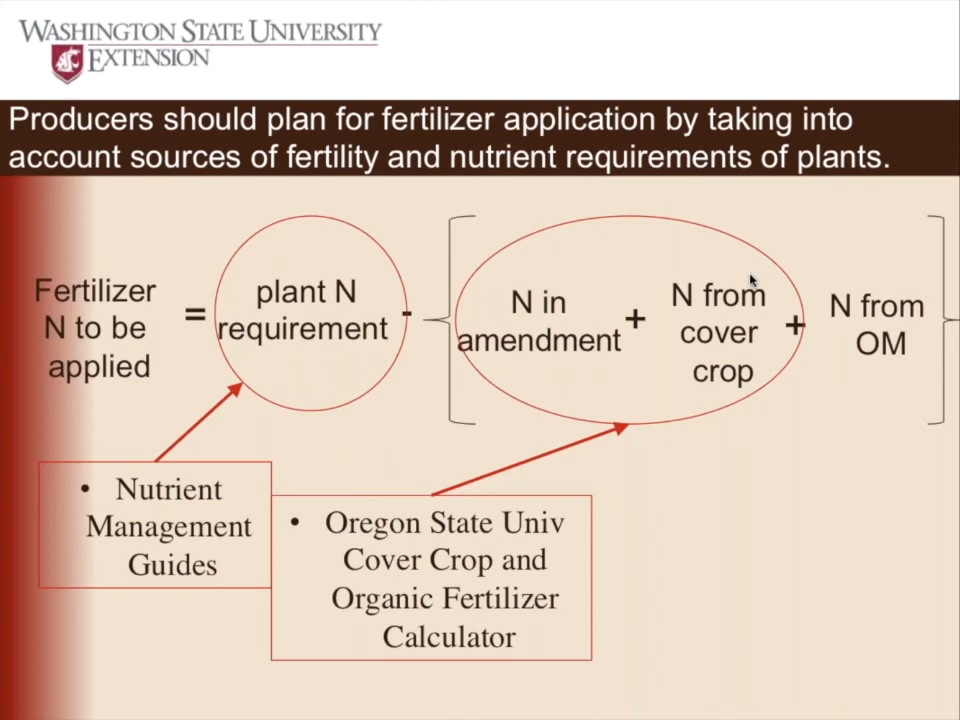 WASHINGTON STATE UNIVERSITY
EXTENSION
Producers should plan for fertilizer application by taking into
account sources of fertility and nutrient requirements of plants.
Fertilizer
N to be
applied
=
plant N
requirement
-
N in
amendment
+
N from
cover
crop
+
N from
OM
• Nutrient
Management
Guides
• Oregon State Univ
Cover Crop and
Organic Fertilizer
Calculator